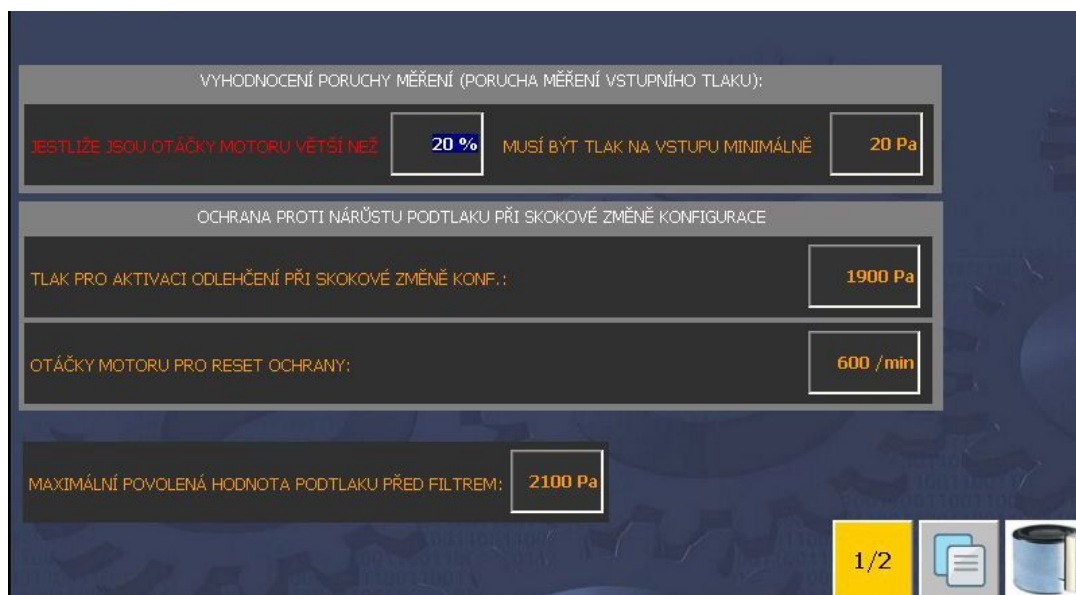 VYHODNOCENÍ PORUCHY MĚŘENÍ (PORUCHA MĚŘENÍ VSTUPNÍHO TLAKU):
JESTLIŽE JSOU OTÁČKY MOTORU VĚTŠÍ NEŽ 20 % MUSÍ BÝT TLAK NA VSTUPU MINIMÁLNĚ 20 Pa
OCHRANA PROTI NÁRŮSTU PODTLAKU PŘI SKOKOVÉ ZMĚNĚ KONFIGURACE
TLAK PRO AKTIVACI ODLEHČENÍ PŘI SKOKOVÉ ZMĚNĚ KONF.: 1900 Pa
OTÁČKY MOTORU PRO RESET OCHRANY: 600 /min
MAXIMÁLNÍ POVOLENÁ HODNOTA PODTLAKU PŘED FILTREM: 2100 Pa
1/2